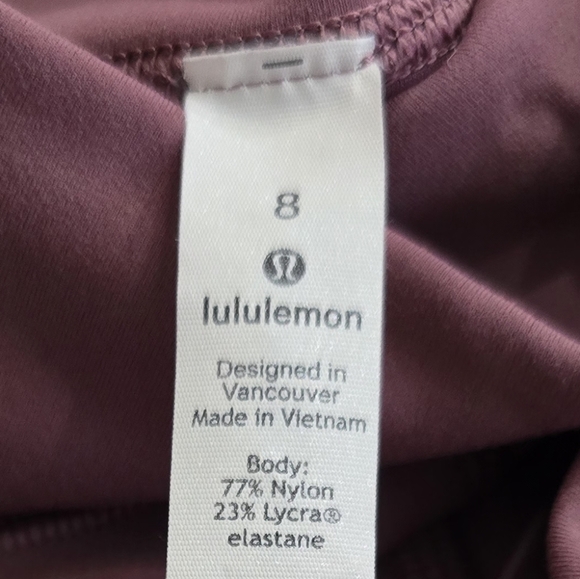 8
lululemon
Designed in
Vancouver
Made in Vietnam
Body:
77% Nylon
23% Lycra®
elastane